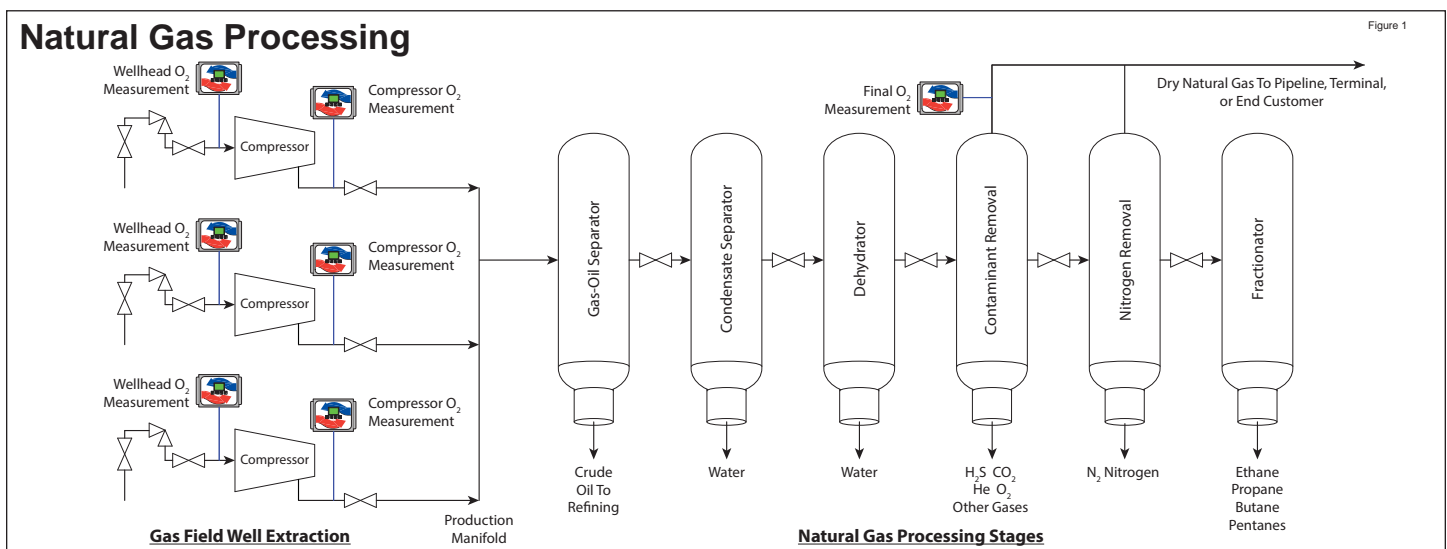 Natural Gas Processing
Figure 1
Wellhead O₂
Measurement
Compressor O₂
Measurement
Compressor
Wellhead O₂
Measurement
Compressor O₂
Measurement
Compressor
Wellhead O₂
Measurement
Compressor O₂
Measurement
Compressor
Production
Manifold
Gas Field Well Extraction
Final O₂
Measurement
Dry Natural Gas To Pipeline, Terminal,
or End Customer
Gas-Oil Separator
Condensate Separator
Dehydrator
Contaminant Removal
Nitrogen Removal
Fractionator
Crude
Oil To
Refining
Water
Water
H₂S CO₂
He O₂
Other Gases
N₂ Nitrogen
Ethane
Propane
Butane
Pentanes
Natural Gas Processing Stages